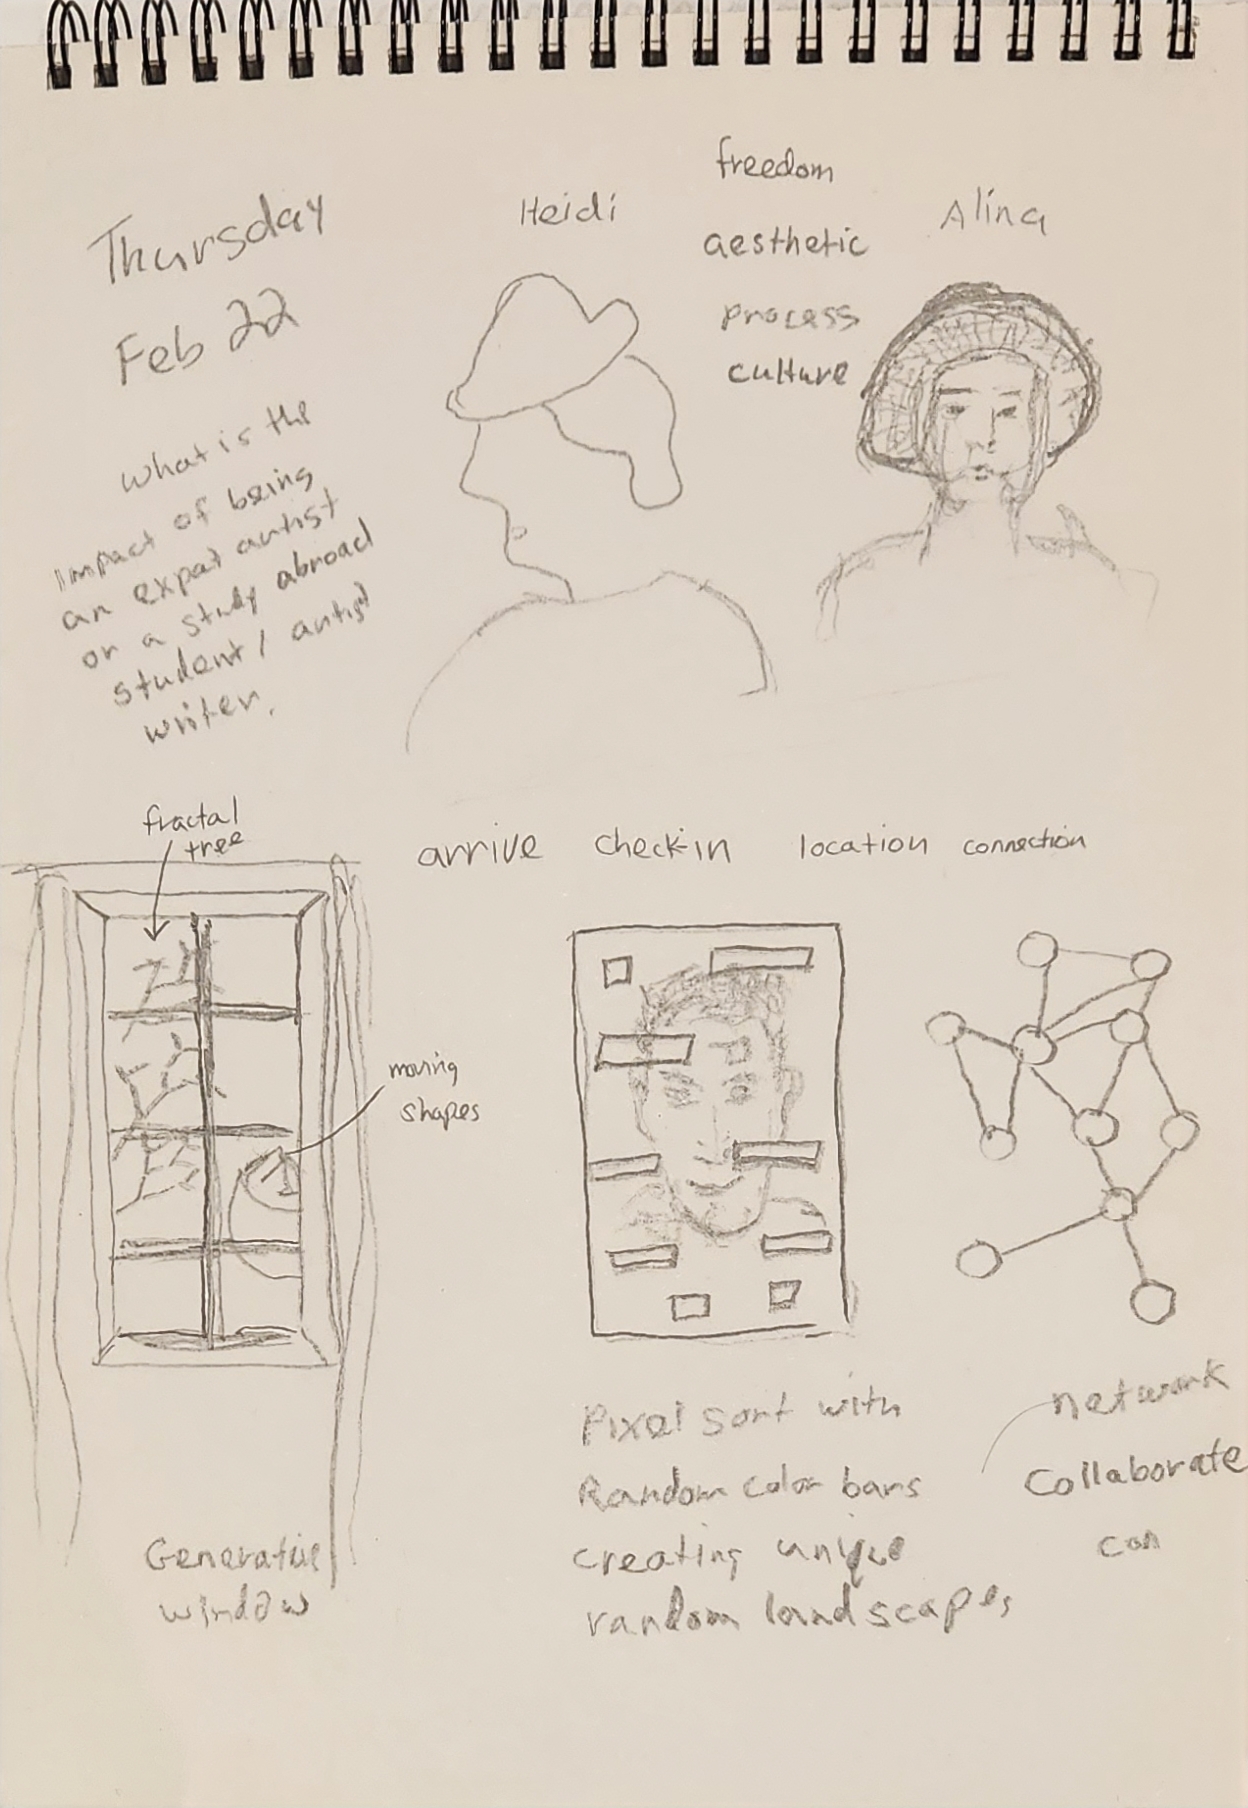 Thursday
Feb 22
What is the
impact of being
an expat artist
or a study abroad
student / artist
writer.
Heidi
freedom
aesthetic
process
culture
Alina
fractal
tree
moving
shapes
Generative
window
arrive check-in location connection
Pixel sort with
Random color bars
creating unique
random landscapes
network
Collaborate
con